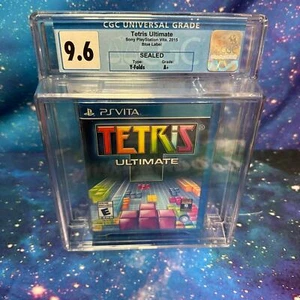 CGC UNIVERSAL GRADE
9.6
Tetris Ultimate
Sony PlayStation Vita, 2015
Blue Label
SEALED
Type: Grade:
Y-Folds A+
PS VITA
TETRIS
ULTIMATE
E